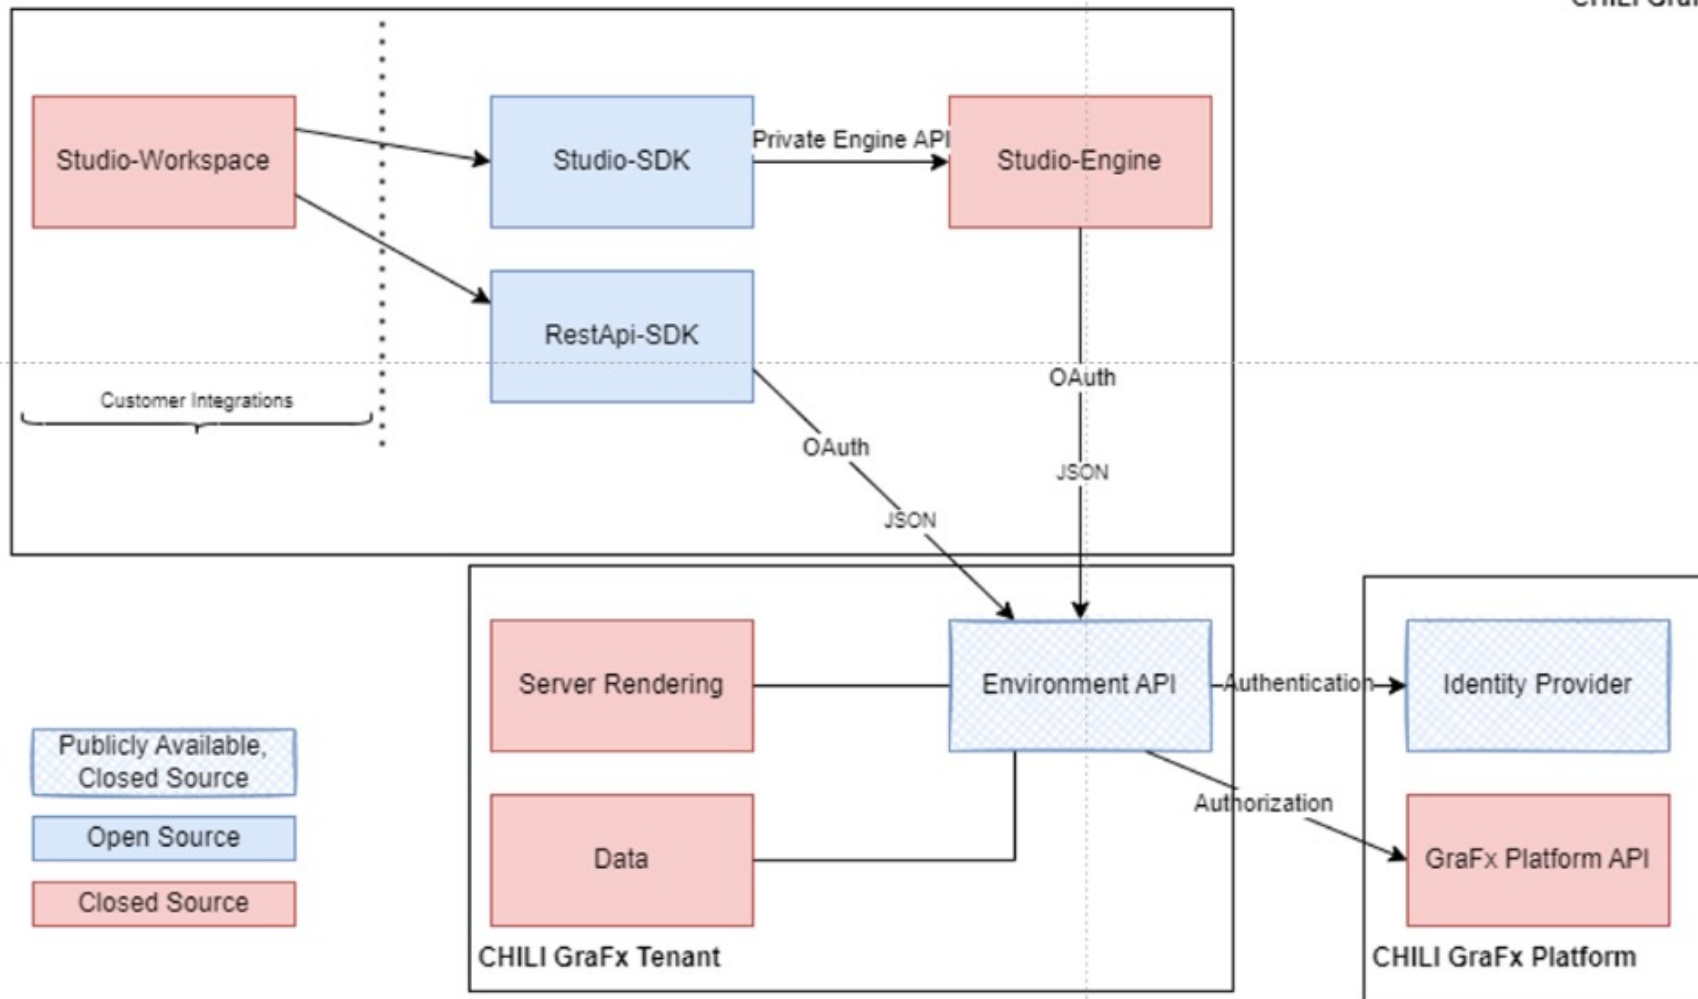 Studio-Workspace
Studio-SDK
Private Engine API
Studio-Engine
RestApi-SDK
Customer Integrations
OAuth
JSON
OAuth
JSON
Server Rendering
Environment API
Authentication
Identity Provider
Data
Authorization
GraFx Platform API
CHILI GraFx Tenant
CHILI GraFx Platform
Publicly Available,
Closed Source
Open Source
Closed Source